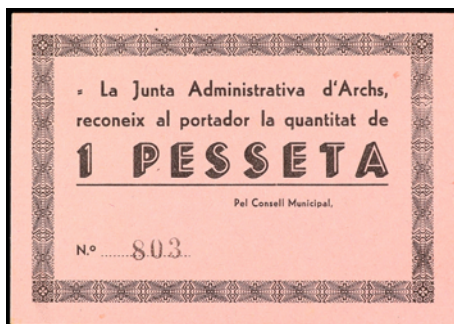 - La Junta Administrativa d'Archs,
reconeix al portador la quantitat de
1 PESSETA
Pel Consell Municipal,
N.º 803